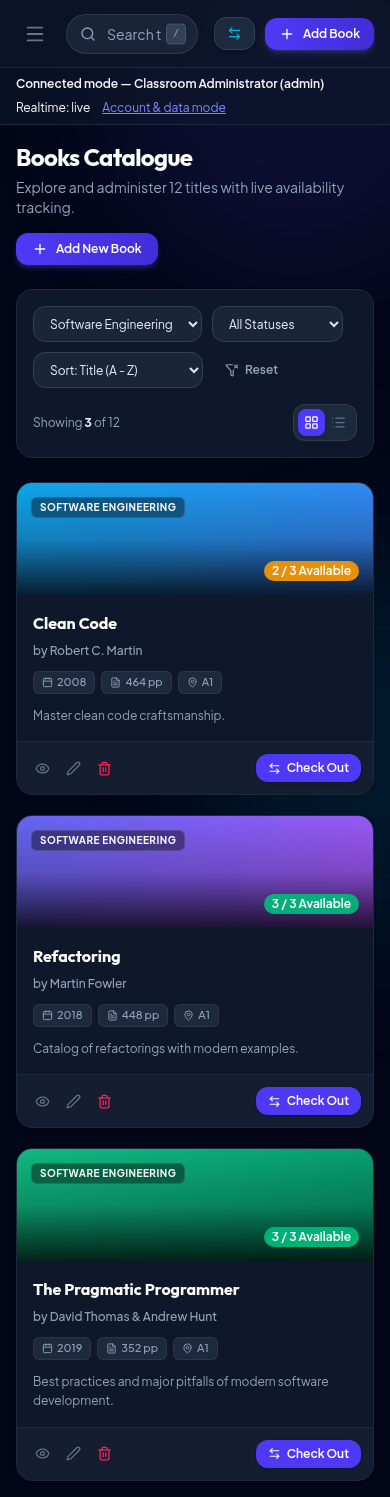 Search t /
Add Book
Connected mode — Classroom Administrator (admin)
Realtime: live Account & data mode
Books Catalogue
Explore and administer 12 titles with live availability
tracking.
Add New Book
Software Engineering All Statuses
Sort: Title (A - Z) Reset
Showing 3 of 12
SOFTWARE ENGINEERING
2 / 3 Available
Clean Code
by Robert C. Martin
2008 464 pp A1
Master clean code craftsmanship.
Check Out
SOFTWARE ENGINEERING
3 / 3 Available
Refactoring
by Martin Fowler
2018 448 pp A1
Catalog of refactorings with modern examples.
Check Out
SOFTWARE ENGINEERING
3 / 3 Available
The Pragmatic Programmer
by David Thomas & Andrew Hunt
2019 352 pp A1
Best practices and major pitfalls of modern software
development.
Check Out